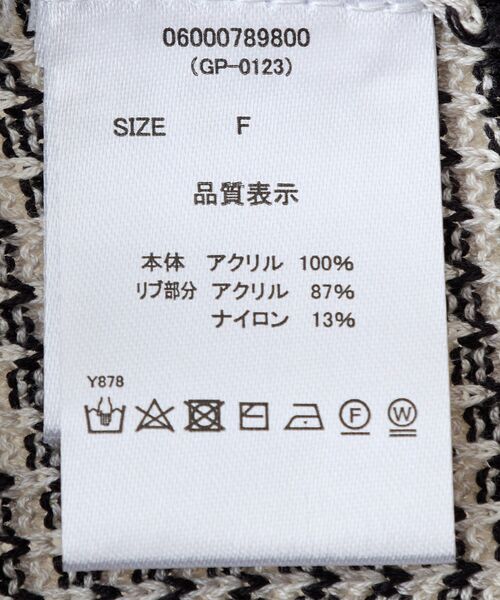 06000789800
(GP-0123)
SIZE F
品質表示
本体 アクリル 100%
リブ部分 アクリル 87%
ナイロン 13%
Y878
F W